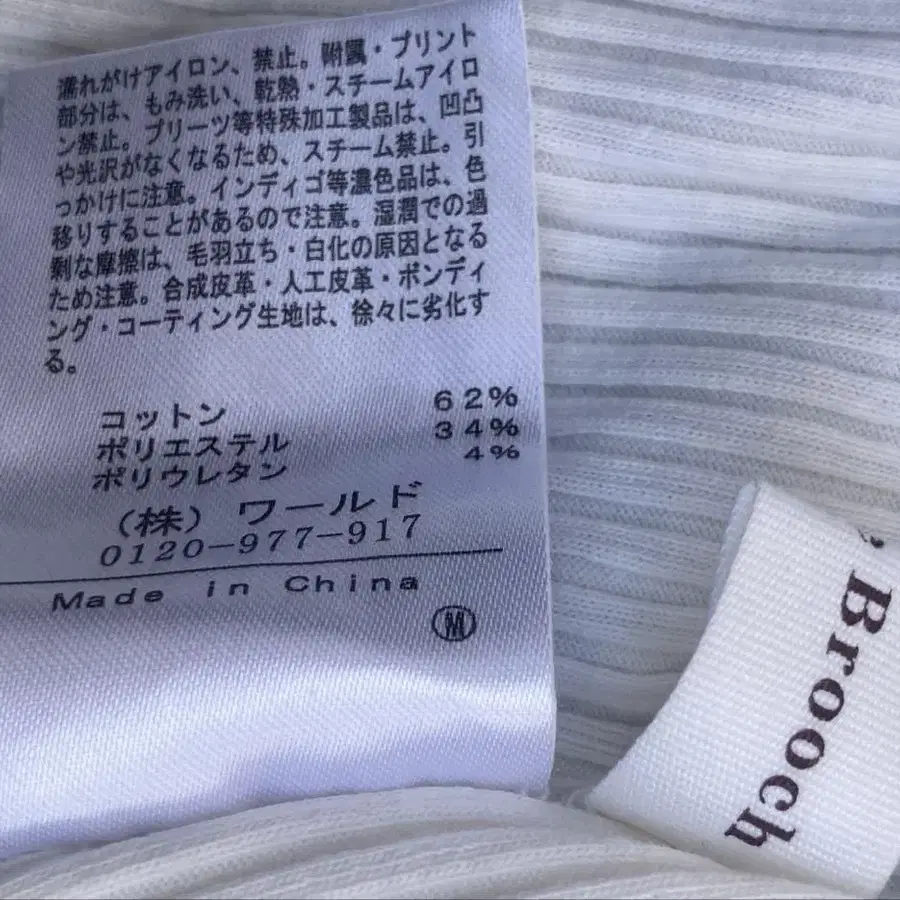 濡れがけアイロン、禁止。附属・プリント
部分は、もみ洗い、乾熱・スチームアイロ
ン禁止。プリーツ等特殊加工製品は、凹凸
や光沢がなくなるため、スチーム禁止。引
っかけに注意。インディゴ等濃色品は、色
移りすることがあるので注意。湿潤での過
剰な摩擦は、毛羽立ち・白化の原因となる
ため注意。合成皮革・人工皮革・ボンディ
ング・コーティング生地は、徐々に劣化す
る。
コットン 62%
ポリエステル 34%
ポリウレタン 4%
（株）ワールド
0120-977-917
Made in China
Ⓜ
Brooch